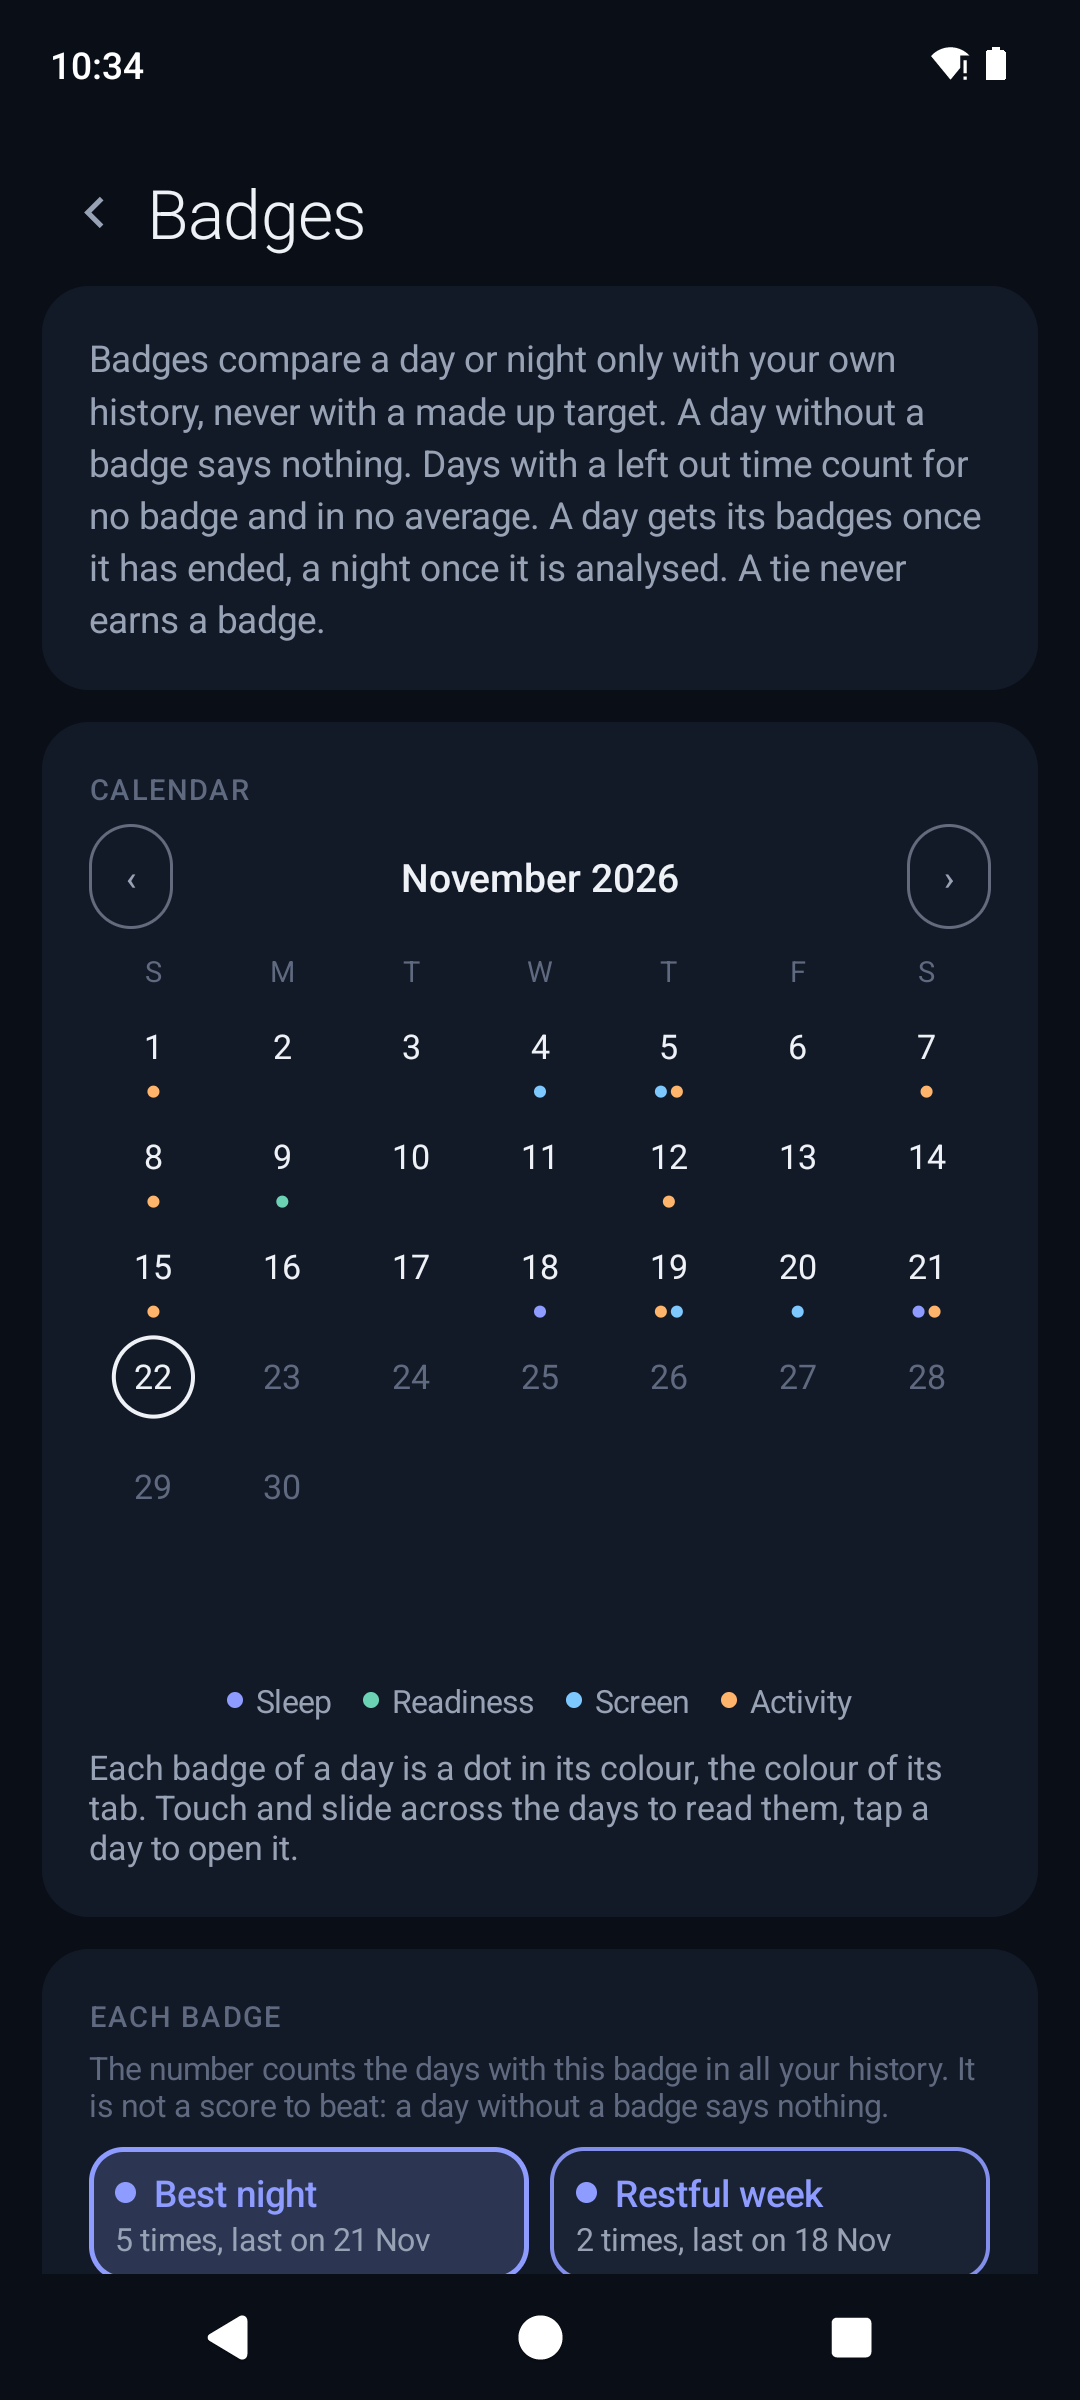 10:34
Badges
Badges compare a day or night only with your own
history, never with a made up target. A day without a
badge says nothing. Days with a left out time count for
no badge and in no average. A day gets its badges once
it has ended, a night once it is analysed. A tie never
earns a badge.
CALENDAR
‹ November 2026 ›
S M T W T F S
1 2 3 4 5 6 7
8 9 10 11 12 13 14
15 16 17 18 19 20 21
22 23 24 25 26 27 28
29 30
Sleep Readiness Screen Activity
Each badge of a day is a dot in its colour, the colour of its
tab. Touch and slide across the days to read them, tap a
day to open it.
EACH BADGE
The number counts the days with this badge in all your history. It
is not a score to beat: a day without a badge says nothing.
Best night Restful week
5 times, last on 21 Nov 2 times, last on 18 Nov